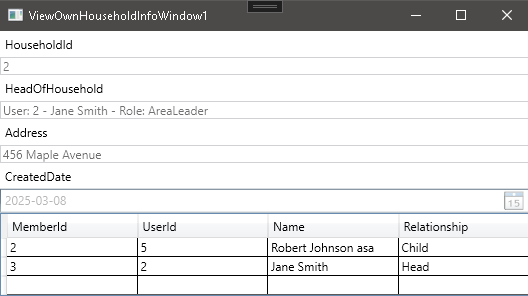 ViewOwnHouseholdInfoWindow1
HouseholdId
2
HeadOfHousehold
User: 2 - Jane Smith - Role: AreaLeader
Address
456 Maple Avenue
CreatedDate
2025-03-08 15
MemberId UserId Name Relationship
2 5 Robert Johnson asa Child
3 2 Jane Smith Head